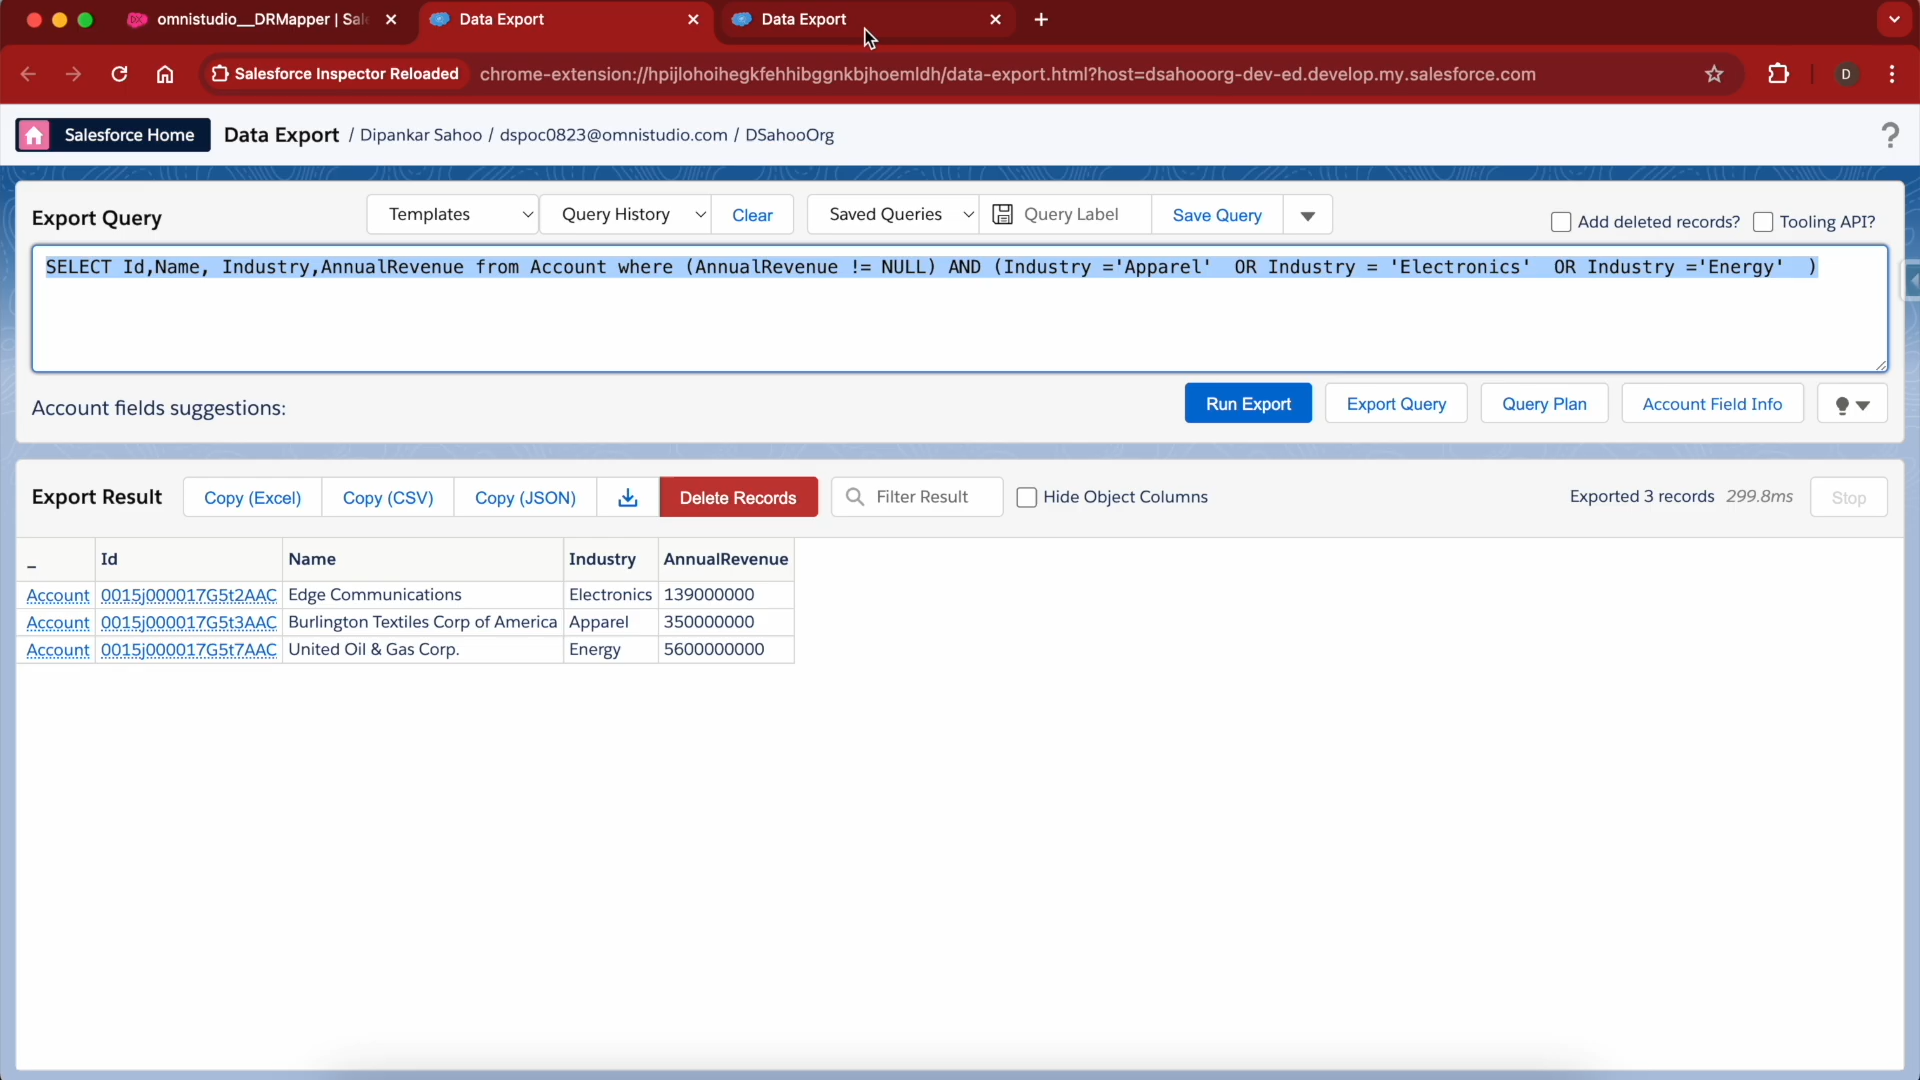 omnistudio__DRMapper | Sal
Data Export
Data Export
Salesforce Inspector Reloaded
chrome-extension://hpijlohoihegkfehhibggnkbjhoemldh/data-export.html?host=dsahooorg-dev-ed.develop.my.salesforce.com
D
Salesforce Home
Data Export / Dipankar Sahoo / dspoc0823@omnistudio.com / DSahooOrg
?
Export Query
Templates
Query History
Clear
Saved Queries
Query Label
Save Query
Add deleted records?
Tooling API?
SELECT Id,Name, Industry,AnnualRevenue from Account where (AnnualRevenue != NULL) AND (Industry ='Apparel'  OR Industry = 'Electronics'  OR Industry ='Energy'  )
Account fields suggestions:
Run Export
Export Query
Query Plan
Account Field Info
Export Result
Copy (Excel)
Copy (CSV)
Copy (JSON)
Delete Records
Filter Result
Hide Object Columns
Exported 3 records 299.8ms
Stop
_ Id Name Industry AnnualRevenue
Account 0015j000017G5t2AAC Edge Communications Electronics 139000000
Account 0015j000017G5t3AAC Burlington Textiles Corp of America Apparel 350000000
Account 0015j000017G5t7AAC United Oil & Gas Corp. Energy 5600000000